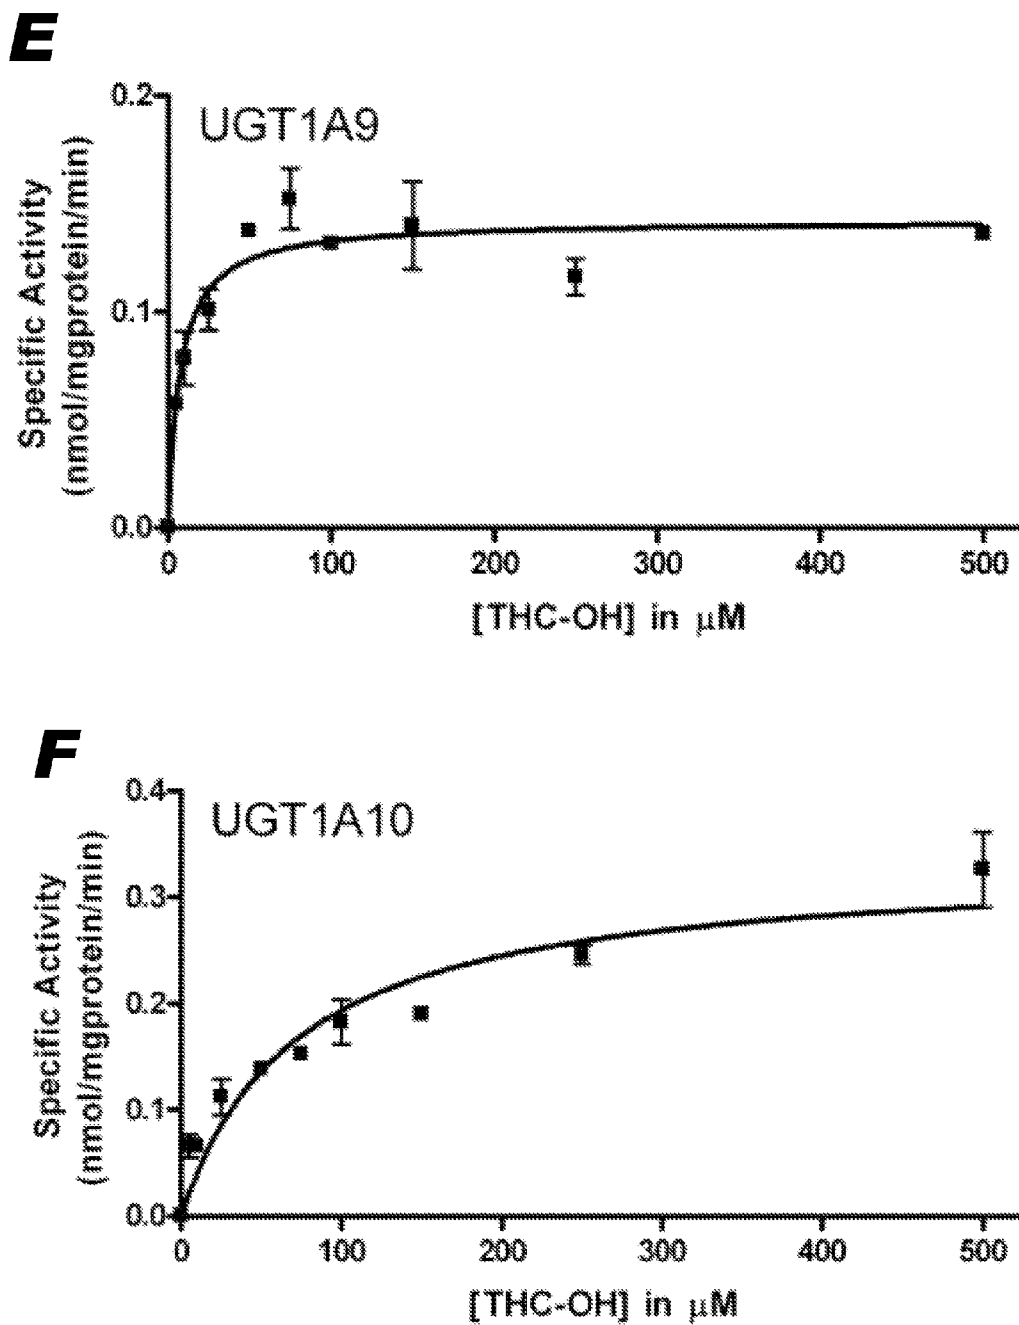 E
UGT1A9
Specific Activity
(nmol/mgprotein/min)
0.2
0.1
0.0
0 100 200 300 400 500
[THC-OH] in μM
F
UGT1A10
Specific Activity
(nmol/mgprotein/min)
0.4
0.3
0.2
0.1
0.0
0 100 200 300 400 500
[THC-OH] in μM